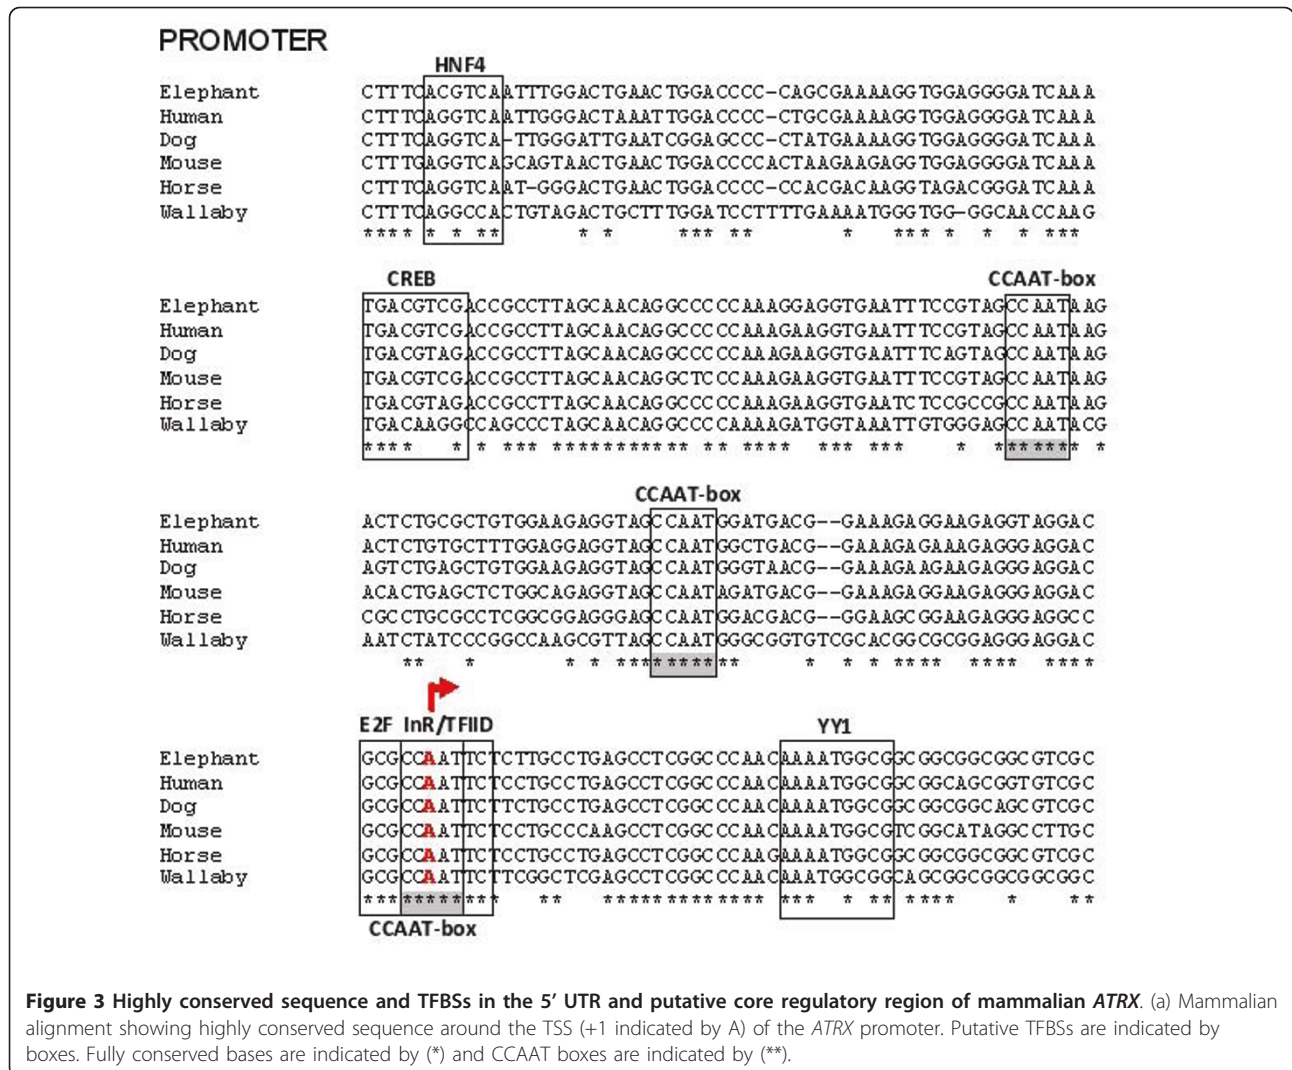 PROMOTER
HNF4
Elephant CTTTCACGTCAATTTGGACTGAACTGGACCCCC-CAGCGAAAAGGTGGAGGGGATCAAA
Human CTTTCAGGTCAATTGGGACTAAATTGGACCCCC-CTGCGAAAAGGTGGAGGGGATCAAA
Dog CTTTCAGGTCA-TTGGGATTGAATCGGAGCCCC-CTATGAAAAGGTGGAGGGGATCAAA
Mouse CTTTGAGGTCAGCAGTAACTGAACTGGACCCCCACTAAGAAGAGGTGGAGGGGATCAAA
Horse CTTTCAGGTCAAT-GGGACTGAACTGGACCCCC-CCACGACAAGGTAGACGGGATCAAA
Wallaby CTTTCAGGCCACTGTAGACTGCTTTGGATCCTTTTGAAAATGGGTGG-GGCAACCAAG
**** * * ** * * *** ** * *** * * * ***
CREB CCAAT-box
Elephant TGACGTCGACCGCCTTAGCAACAGGCCCCCAAAGGAGGTGAATTTCCGTAGCCAATAAG
Human TGACGTCGACCGCCTTAGCAACAGGCCCCCAAAGAAGGTGAATTTCCGTAGCCAATAAG
Dog TGACGTAGACCGCCTTAGCAACAGGCCCCCAAAGAAGGTGAATTTCAGTAGCCAATAAG
Mouse TGACGTCGACCGCCTTAGCAACAGGCTCCCAAAGAAGGTGAATTTCCGTAGCCAATAAG
Horse TGACGTAGACCGCCTTAGCAACAGGCCCCCAAAGAAGGTGAATCTCCGCCGCCAATAAG
Wallaby TGACAAGGCCAGCCCTAGCAACAGGCCCCAAAAGATGGTAAATTGTGGGAGCCAATACG
**** * * *** *********** ** **** *** *** * ******* *
CCAAT-box
Elephant ACTCTGCGCTGTGGAAGAGGTAGCCAATGGATGACG--GAAAGAGGAAGAGGTAGGAC
Human ACTCTGTGCTTTGGAGGAGGTAGCCAATGGCTGACG--GAAAGAGAAAGAGGGAGGAC
Dog AGTCTGAGCTGTGGAAGAGGTAGCCAATGGGTAACG--GAAAGAAGAAGAGGGAGGAC
Mouse ACACTGAGCTCTGGCAGAGGTAGCCAATAGATGACG--GAAAGAGGAAGAGGGAGGAC
Horse CGCCTGCGCCTCGGCGGAGGGAGCCAATGGACGACG--GGAAGCGGAAGAGGGAGGCC
Wallaby AATCTATCCCGGCCAAGCGTTAGCCAATGGGCGGTGTCGCACGGCGCGGAGGGAGGAC
** * * * ********** * * * **** **** ****
E2F InR/TFIID YY1
Elephant GCGCCAATTCTCTTGCCTGAGCCTCGGCCCAACAAAATGGCGGCGGCGGCGGCGTCGC
Human GCGCCAATTCTCCTGCCTGAGCCTCGGCCCAACAAAATGGCGGCGGCAGCGGTGTCGC
Dog GCGCCAATTCTTCTGCCTGAGCCTCGGCCCAACAAAATGGCGGCGGCGGCAGCGTCGC
Mouse GCGCCAATTCTCCTGCCCAAGCCTCGGCCCAACAAAATGGCGTCGGCATAGGCCTTGC
Horse GCGCCAATTCTCCTGCCTGAGCCTCGGCCCAAGAAAATGGCGGCGGCGGCGGCGTCGC
Wallaby GCGCCAATTCTTCGGCTCGAGCCTCGGCCCAACAAATGGCGGCAGCGGCGGCGGCGGC
*********** ** ************* *** * ** **** * **
CCAAT-box
Figure 3 Highly conserved sequence and TFBSs in the 5' UTR and putative core regulatory region of mammalian ATRX. (a) Mammalian
alignment showing highly conserved sequence around the TSS (+1 indicated by A) of the ATRX promoter. Putative TFBSs are indicated by
boxes. Fully conserved bases are indicated by (*) and CCAAT boxes are indicated by (**).